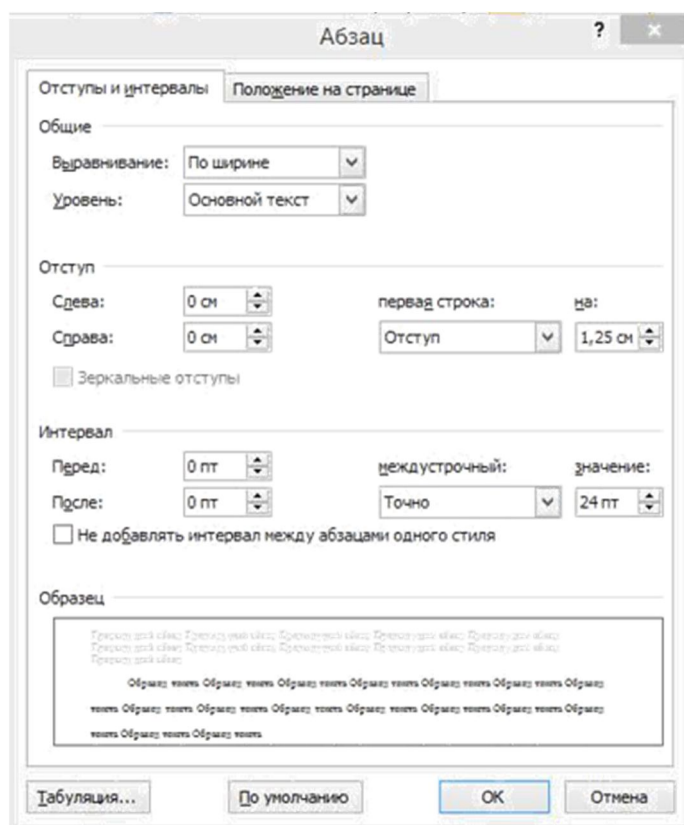 Абзац ?
Отступы и интервалы Положение на странице
Общие
Выравнивание: По ширине
Уровень: Основной текст
Отступ
Слева: 0 см первая строка: на:
Справа: 0 см Отступ 1,25 см
Зеркальные отступы
Интервал
Перед: 0 пт междустрочный: значение:
После: 0 пт Точно 24 пт
Не добавлять интервал между абзацами одного стиля
Образец
Образец текста Образец текста Образец текста Образец текста Образец текста Образец текста Образец
текста Образец текста Образец текста Образец текста Образец текста Образец текста Образец
текста Образец текста Образец текста
Табуляция... По умолчанию ОК Отмена